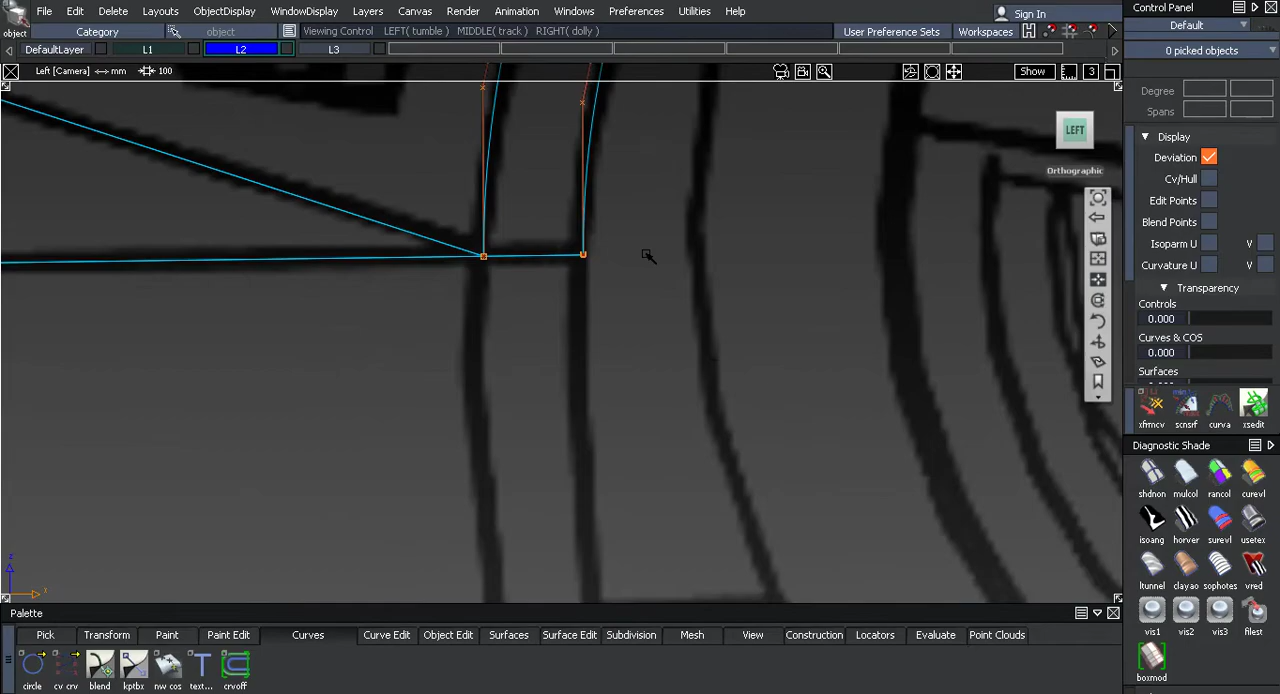 File Edit Delete Layouts ObjectDisplay WindowDisplay Layers Canvas Render Animation Windows Preferences Utilities Help Sign In Control Panel
object Category object Viewing Control LEFT( tumble ) MIDDLE( track ) RIGHT( dolly ) User Preference Sets Workspaces Default
DefaultLayer L1 L2 L3 0 picked objects
Left [Camera] mm 100 Show 3
Degree
Spans
LEFT
Orthographic
Display
Deviation
Cv/Hull
Edit Points
Blend Points
Isoparm U V
Curvature U V
Transparency
Controls
0.000
Curves & COS
0.000
Surfaces
xfrmcv scnsrf curva xsedit
Diagnostic Shade
shdnon mulcol rancol curevl
isoang horver surevl usetex
ltunnel clayao sophotes vred
vis1 vis2 vis3 filest
boxmod
z
x
Palette
Pick Transform Paint Paint Edit Curves Curve Edit Object Edit Surfaces Surface Edit Subdivision Mesh View Construction Locators Evaluate Point Clouds
circle cv crv blend kptbx nw cos text... crvoff